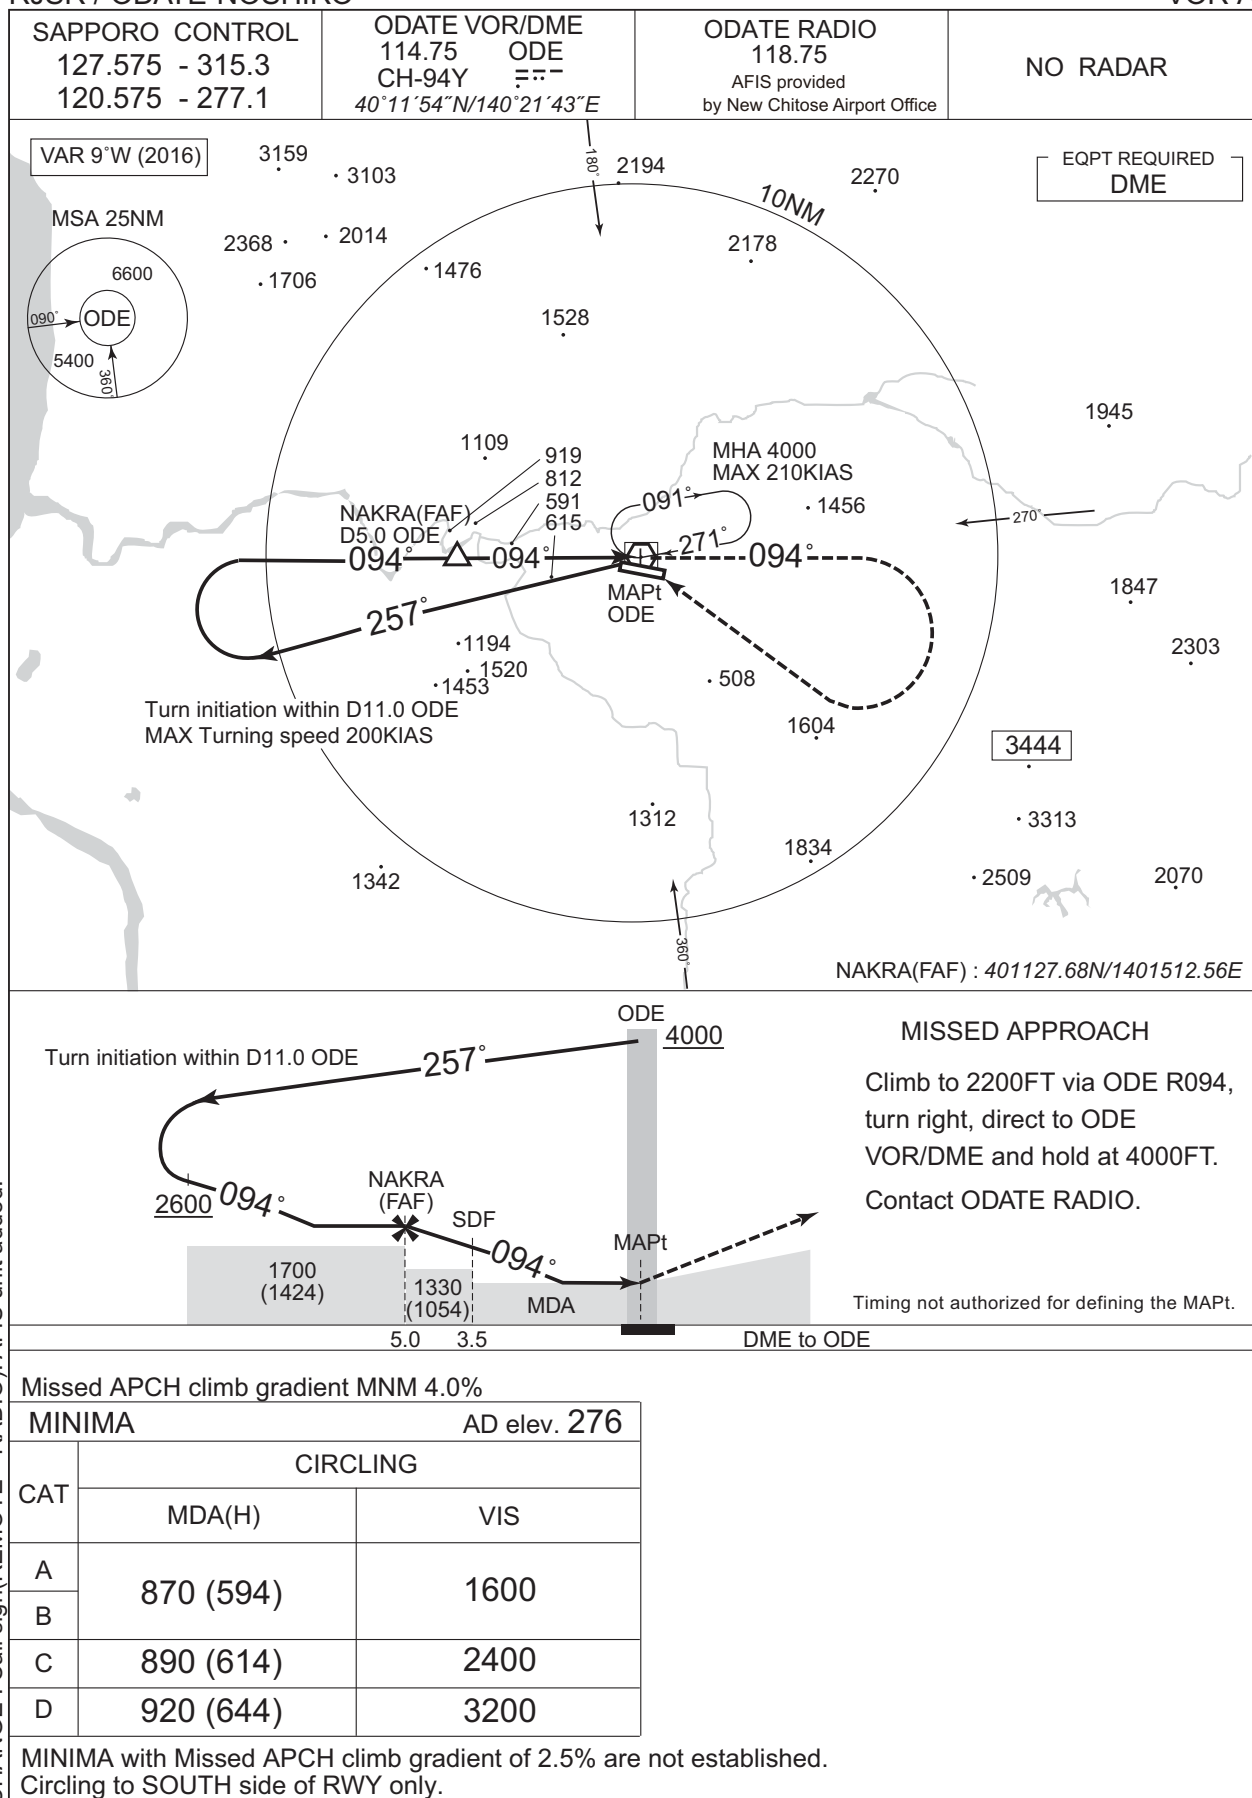 RJSR / ODATE-NOSHIRO
VOR A
SAPPORO CONTROL
127.575 - 315.3
120.575 - 277.1
ODATE VOR/DME
114.75 ODE
CH-94Y
40°11´54˝N/140°21´43˝E
ODATE RADIO
118.75
AFIS provided
by New Chitose Airport Office
NO RADAR
VAR 9˚W (2016)
EQPT REQUIRED
DME
MSA 25NM
6600
090°
ODE
5400
360°
180°
10NM
3159
3103
2194
2270
2368
2014
2178
1706
1476
1528
1945
1109
919
812
591
615
MHA 4000
MAX 210KIAS
091°
271°
1456
270°
NAKRA(FAF)
D5.0 ODE
094°
094°
094°
MAPt
ODE
257°
1847
2303
1194
1520
1453
508
Turn initiation within D11.0 ODE
MAX Turning speed 200KIAS
1604
3444
1312
3313
1834
1342
2509
2070
360°
NAKRA(FAF) : 401127.68N/1401512.56E
ODE
4000
Turn initiation within D11.0 ODE
257°
2600
094°
NAKRA
(FAF)
SDF
094°
MAPt
1700
(1424)
1330
(1054)
MDA
5.0
3.5
DME to ODE
MISSED APPROACH
Climb to 2200FT via ODE R094,
turn right, direct to ODE
VOR/DME and hold at 4000FT.
Contact ODATE RADIO.
Timing not authorized for defining the MAPt.
Missed APCH climb gradient MNM 4.0%
MINIMA
AD elev. 276
CAT
CIRCLING
MDA(H)
VIS
A
B
870 (594)
1600
C
890 (614)
2400
D
920 (644)
3200
MINIMA with Missed APCH climb gradient of 2.5% are not established.
Circling to SOUTH side of RWY only.